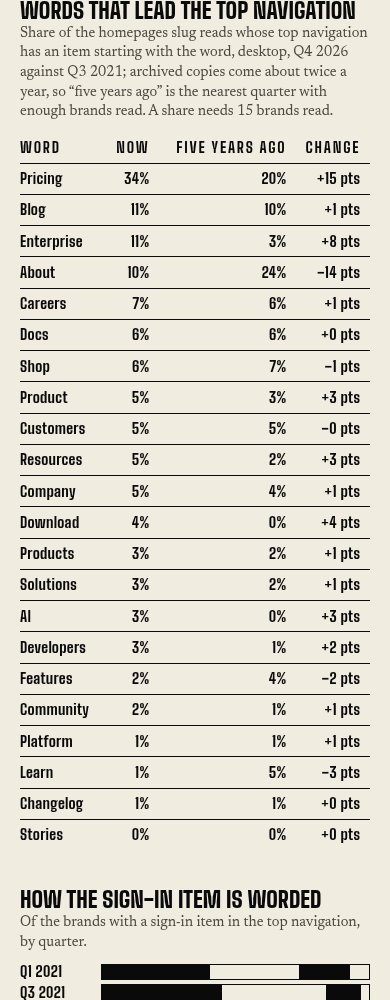 WORDS THAT LEAD THE TOP NAVIGATION
Share of the homepages slug reads whose top navigation
has an item starting with the word, desktop, Q4 2026
against Q3 2021; archived copies come about twice a
year, so “five years ago” is the nearest quarter with
enough brands read. A share needs 15 brands read.
WORD NOW FIVE YEARS AGO CHANGE
Pricing 34% 20% +15 pts
Blog 11% 10% +1 pts
Enterprise 11% 3% +8 pts
About 10% 24% −14 pts
Careers 7% 6% +1 pts
Docs 6% 6% +0 pts
Shop 6% 7% −1 pts
Product 5% 3% +3 pts
Customers 5% 5% −0 pts
Resources 5% 2% +3 pts
Company 5% 4% +1 pts
Download 4% 0% +4 pts
Products 3% 2% +1 pts
Solutions 3% 2% +1 pts
AI 3% 0% +3 pts
Developers 3% 1% +2 pts
Features 2% 4% −2 pts
Community 2% 1% +1 pts
Platform 1% 1% +1 pts
Learn 1% 5% −3 pts
Changelog 1% 1% +0 pts
Stories 0% 0% +0 pts
HOW THE SIGN-IN ITEM IS WORDED
Of the brands with a sign-in item in the top navigation,
by quarter.
Q1 2021
Q3 2021